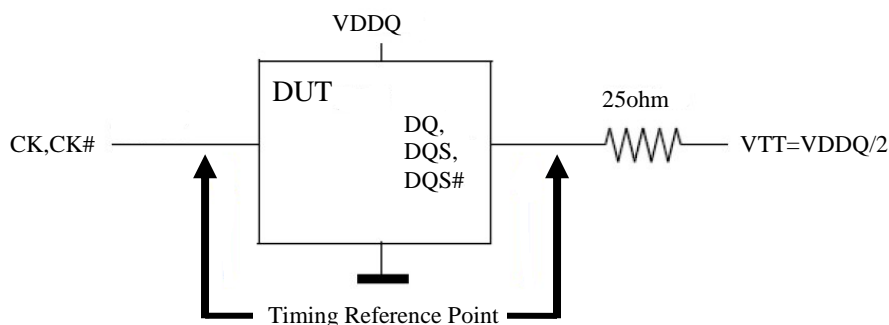 VDDQ
DUT
25ohm
CK,CK#
DQ,
DQS,
DQS#
VTT=VDDQ/2
Timing Reference Point